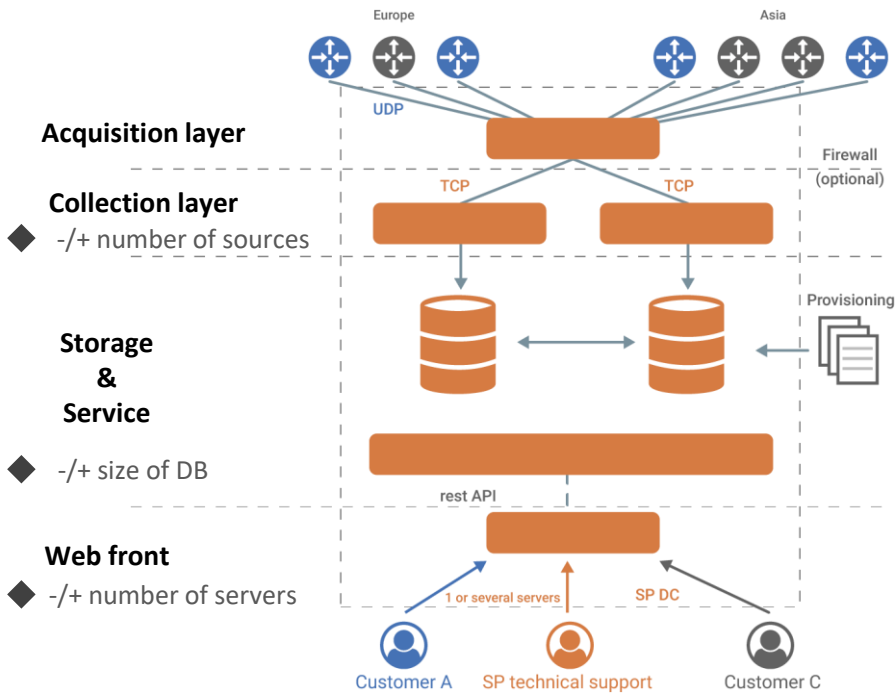 Europe
Asia
UDP
Acquisition layer
Firewall
(optional)
TCP
TCP
Collection layer
-/+ number of sources
Provisioning
Storage
&
Service
-/+ size of DB
rest API
Web front
-/+ number of servers
1 or several servers
SP DC
Customer A
SP technical support
Customer C